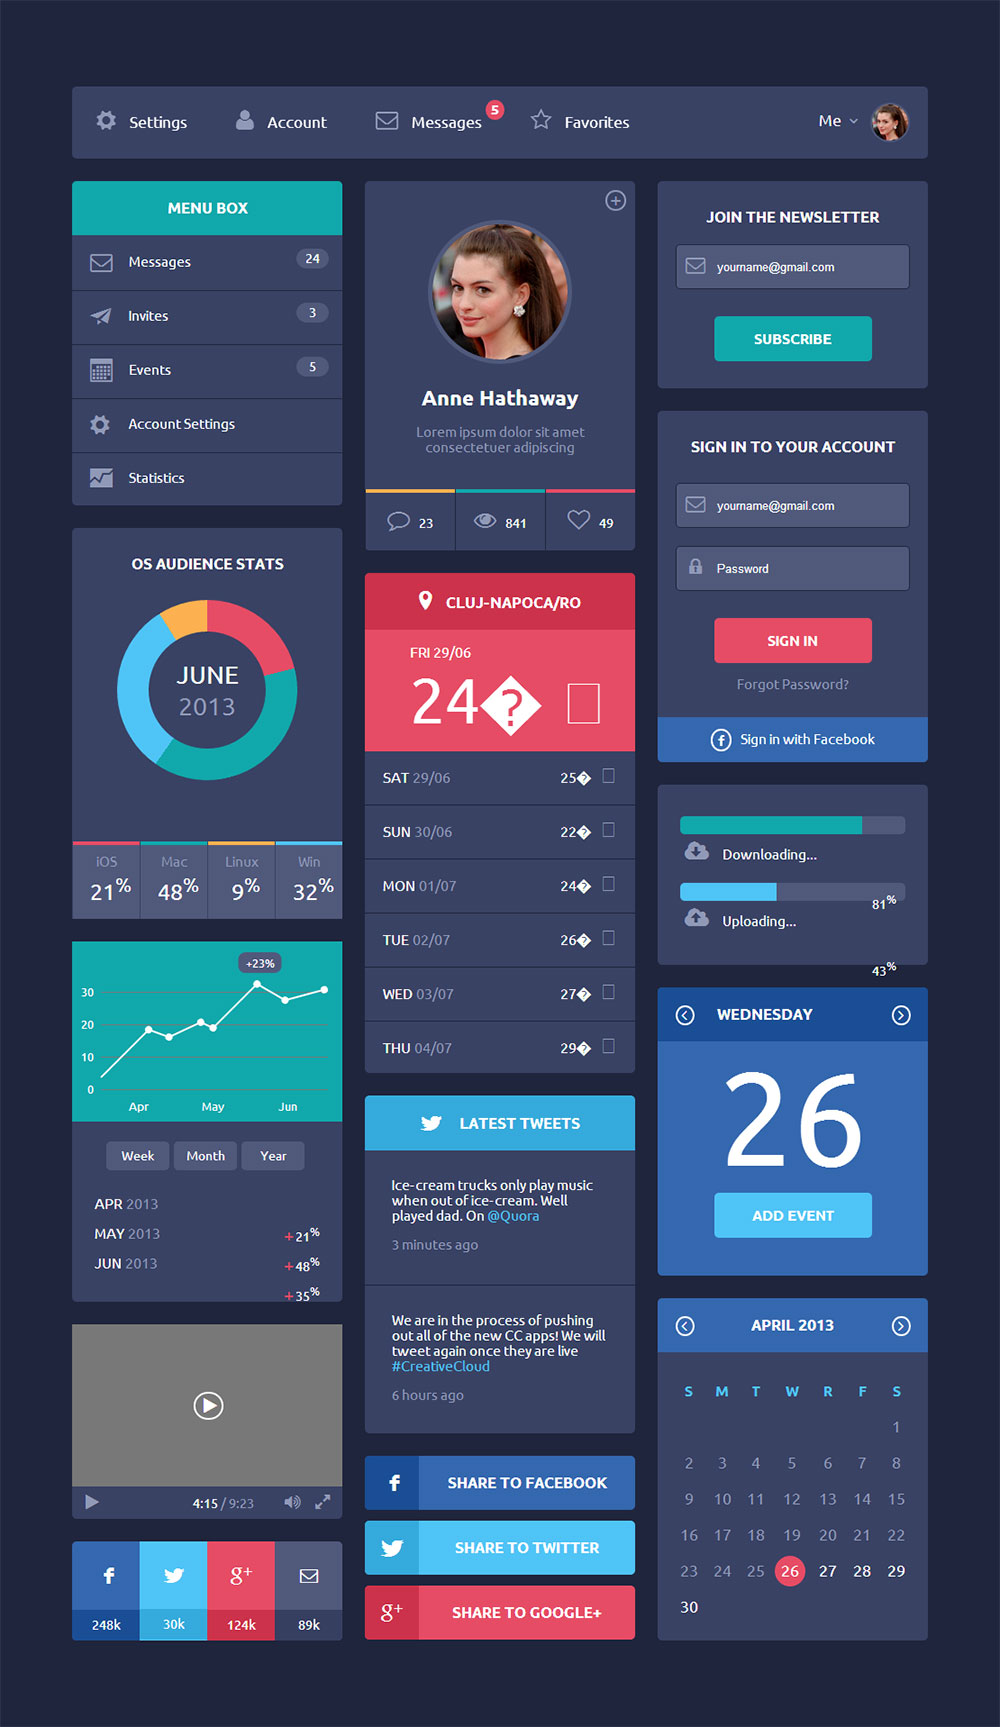 Settings
Account
Messages
5
Favorites
Me
MENU BOX
Messages 24
Invites 3
Events 5
Account Settings
Statistics
OS AUDIENCE STATS
JUNE
2013
iOS Mac Linux Win
21% 48% 9% 32%
+23%
30
20
10
0
Apr May Jun
Week Month Year
APR 2013
MAY 2013
JUN 2013
+21%
+48%
+35%
4:15 / 9:23
f g+
248k 30k 124k 89k
Anne Hathaway
Lorem ipsum dolor sit amet
consectetuer adipiscing
23 841 49
CLUJ-NAPOCA/RO
FRI 29/06
24�
SAT 29/06 25�
SUN 30/06 22�
MON 01/07 24�
TUE 02/07 26�
WED 03/07 27�
THU 04/07 29�
LATEST TWEETS
Ice-cream trucks only play music
when out of ice-cream. Well
played dad. On @Quora
3 minutes ago
We are in the process of pushing
out all of the new CC apps! We will
tweet again once they are live
#CreativeCloud
6 hours ago
f SHARE TO FACEBOOK
SHARE TO TWITTER
g+ SHARE TO GOOGLE+
JOIN THE NEWSLETTER
yourname@gmail.com
SUBSCRIBE
SIGN IN TO YOUR ACCOUNT
yourname@gmail.com
Password
SIGN IN
Forgot Password?
f Sign in with Facebook
Downloading...
81%
Uploading...
43%
WEDNESDAY
26
ADD EVENT
APRIL 2013
S M T W R F S
1
2 3 4 5 6 7 8
9 10 11 12 13 14 15
16 17 18 19 20 21 22
23 24 25 26 27 28 29
30